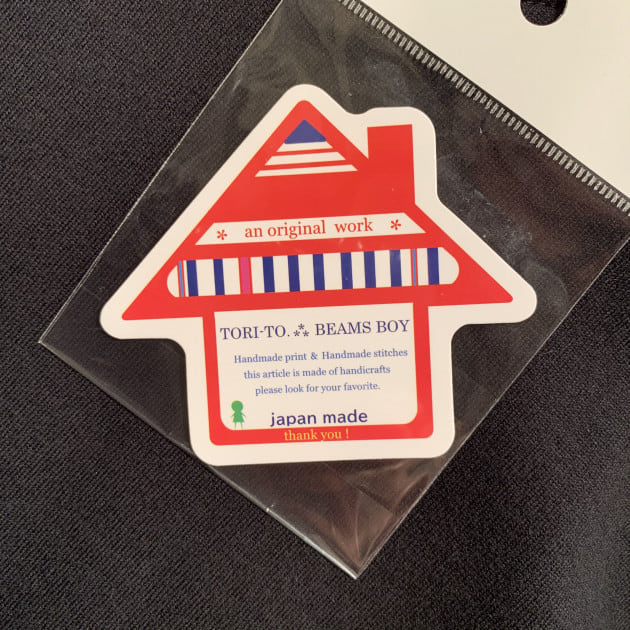 * an original work *
TORI-TO. ⁂ BEAMS BOY
Handmade print & Handmade stitches
this article is made of handicrafts
please look for your favorite.
japan made
thank you !